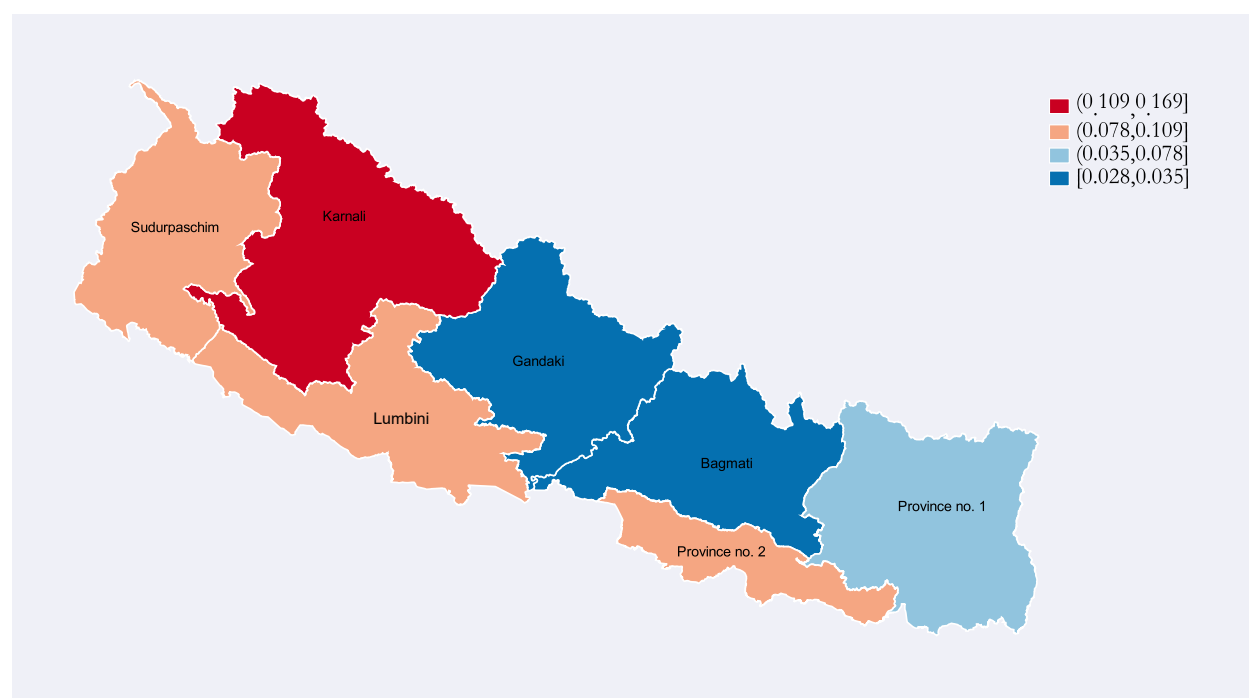 (0.109,0.169]
(0.078,0.109]
(0.035,0.078]
[0.028,0.035]
Karnali
Sudurpaschim
Gandaki
Lumbini
Bagmati
Province no. 1
Province no. 2